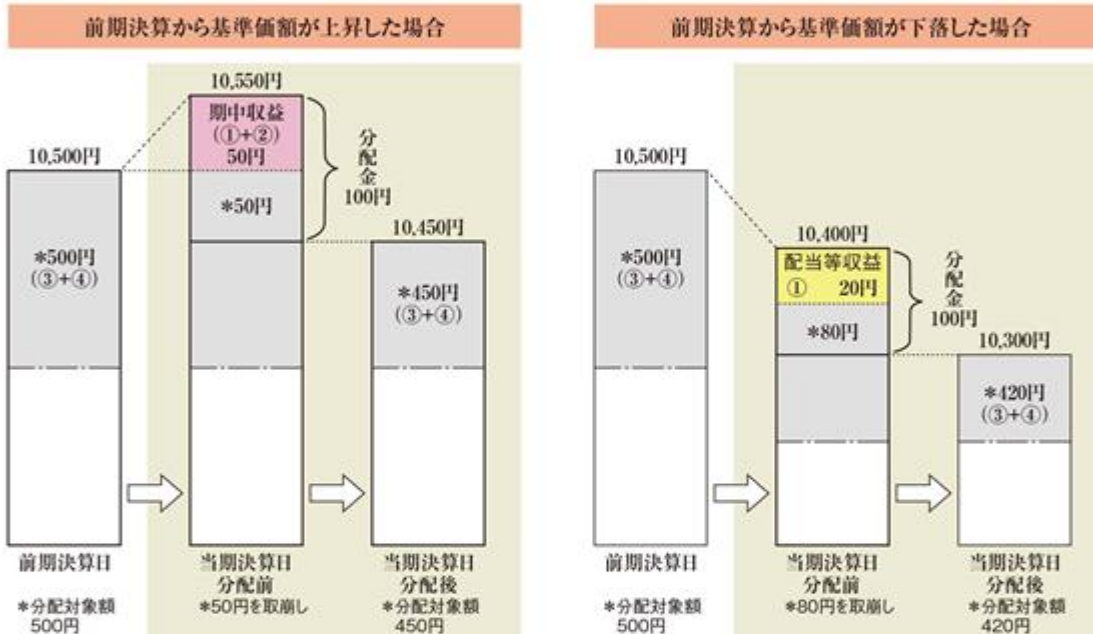 前期決算から基準価額が上昇した場合
10,550円
期中収益
(①+②)
50円
10,500円
分配金
100円
*50円
10,450円
*500円
(③+④)
*450円
(③+④)
前期決算日
当期決算日
分配前
当期決算日
分配後
*分配対象額
500円
*50円を取崩し
*分配対象額
450円
前期決算から基準価額が下落した場合
10,500円
10,400円
配当等収益
① 20円
分配金
100円
*500円
(③+④)
*80円
10,300円
*420円
(③+④)
前期決算日
当期決算日
分配前
当期決算日
分配後
*分配対象額
500円
*80円を取崩し
*分配対象額
420円